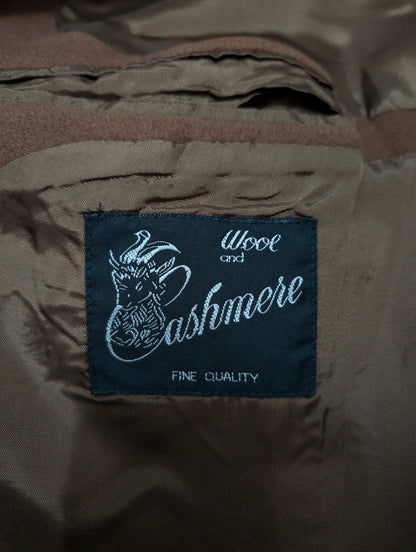 Wool
and
Cashmere
FINE QUALITY